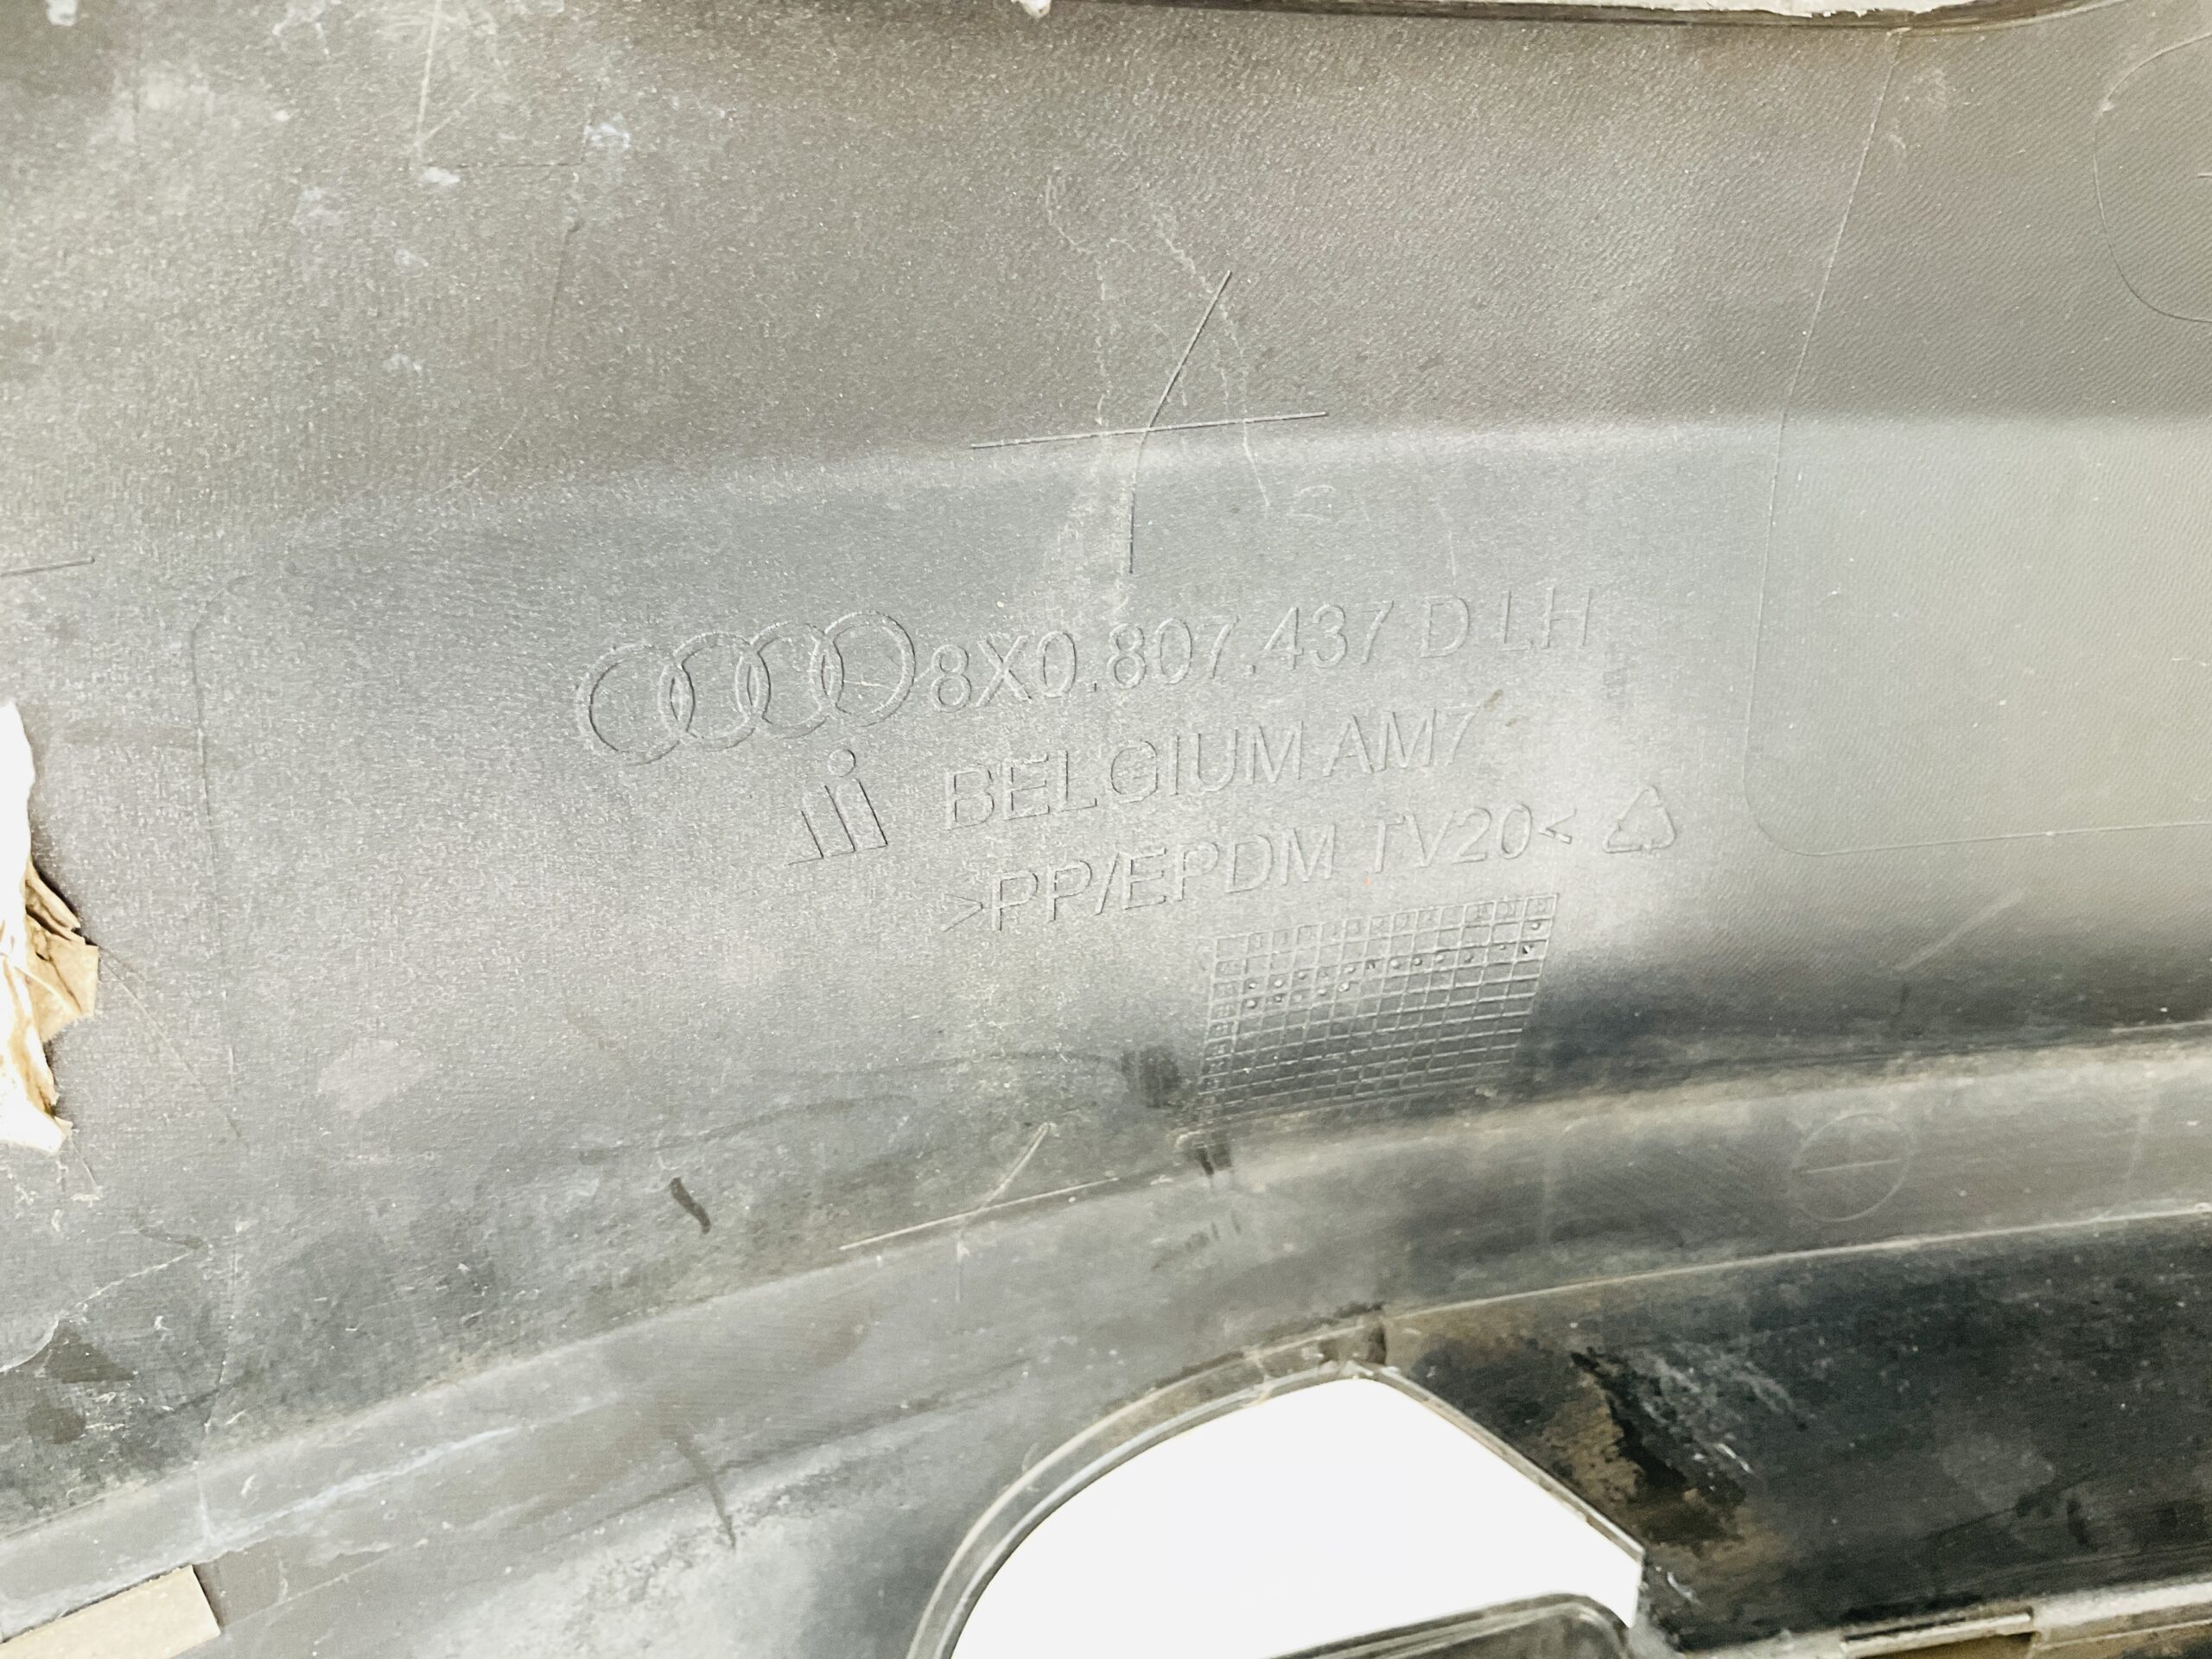 8X0.807.437 D LH
BELGIUM AM7
>PP/EPDM TV20<